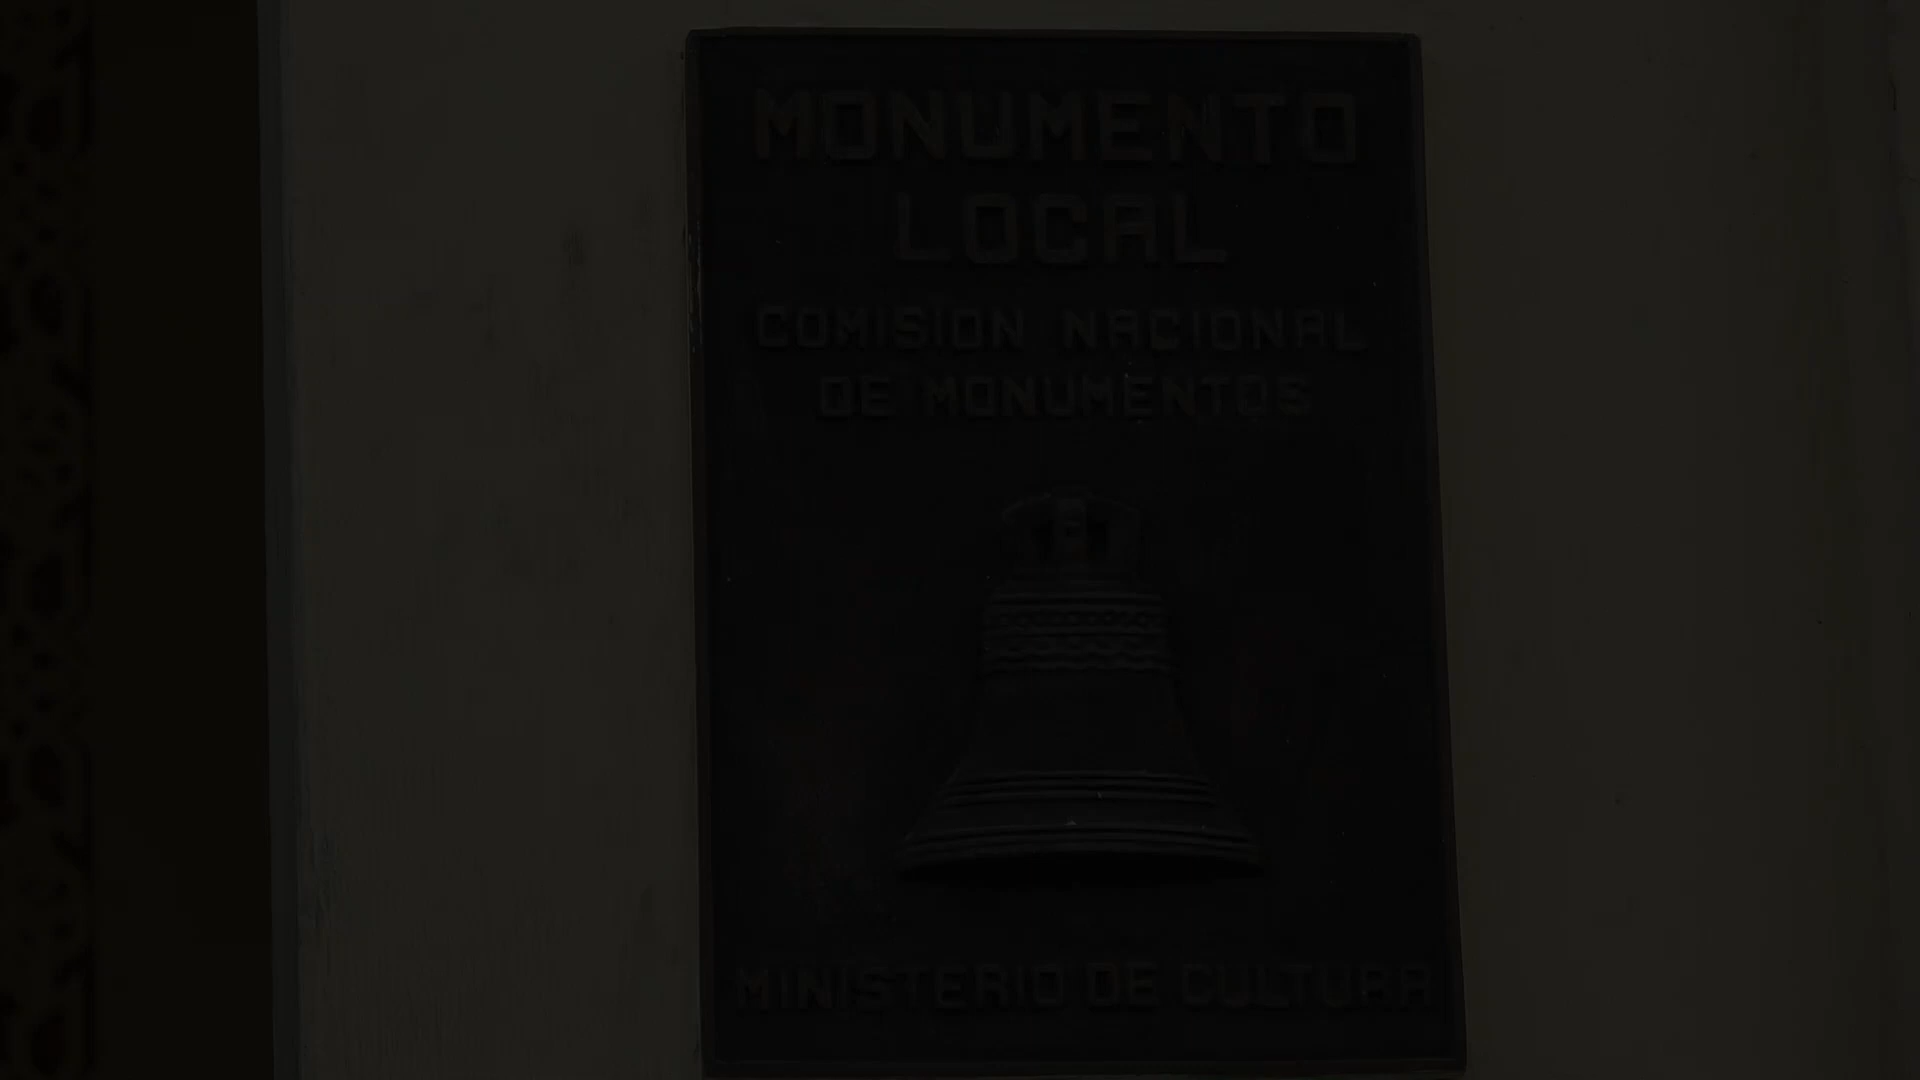 MONUMENTO
LOCAL
COMISION NACIONAL
DE MONUMENTOS
MINISTERIO DE CULTURA